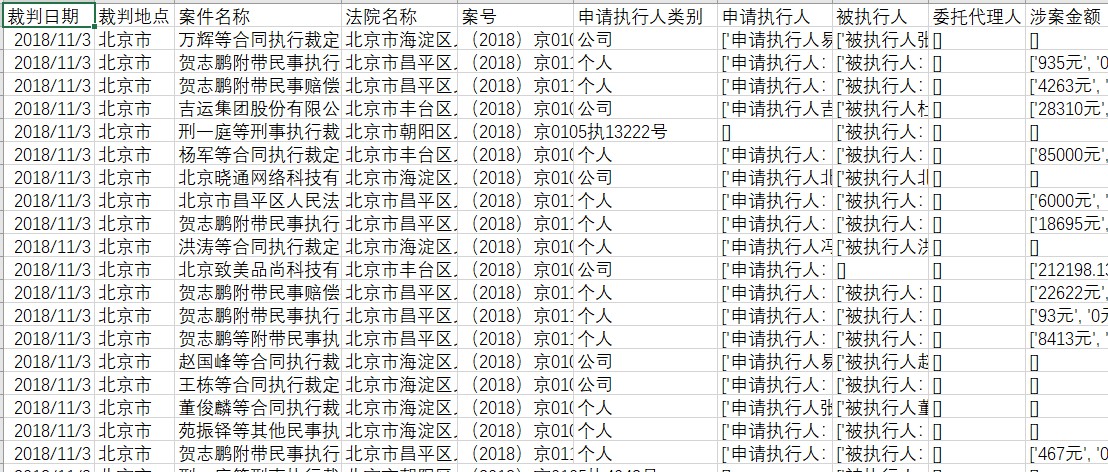 裁判日期 裁判地点 案件名称 法院名称 案号 申请执行人类别 申请执行人 被执行人 委托代理人 涉案金额
2018/11/3 北京市 万辉等合同执行裁定 北京市海淀区 （2018）京01 公司 ['申请执行人易 ['被执行人张 [] []
2018/11/3 北京市 贺志鹏附带民事执行 北京市昌平区 （2018）京01 个人 ['申请执行人: ['被执行人: [] ['935元', '0
2018/11/3 北京市 贺志鹏附带民事赔偿 北京市昌平区 （2018）京01 个人 ['申请执行人: ['被执行人: [] ['4263元',
2018/11/3 北京市 吉运集团股份有限公 北京市丰台区 （2018）京01 公司 ['申请执行人吉 ['被执行人杜 [] ['28310元',
2018/11/3 北京市 刑一庭等刑事执行裁 北京市朝阳区 （2018）京0105执13222号 [] ['被执行人: [] []
2018/11/3 北京市 杨军等合同执行裁定 北京市丰台区 （2018）京01 个人 ['申请执行人: ['被执行人: [] ['85000元',
2018/11/3 北京市 北京晓通网络科技有 北京市海淀区 （2018）京01 公司 ['申请执行人北 ['被执行人北 [] []
2018/11/3 北京市 北京市昌平区人民法 北京市昌平区 （2018）京01 个人 ['申请执行人: ['被执行人: [] ['6000元',
2018/11/3 北京市 贺志鹏附带民事执行 北京市昌平区 （2018）京01 个人 ['申请执行人: ['被执行人: [] ['18695元',
2018/11/3 北京市 洪涛等合同执行裁定 北京市海淀区 （2018）京01 个人 ['申请执行人冯 ['被执行人洪 [] []
2018/11/3 北京市 北京致美品尚科技有 北京市丰台区 （2018）京01 公司 ['申请执行人: [] [] ['212198.13
2018/11/3 北京市 贺志鹏附带民事赔偿 北京市昌平区 （2018）京01 个人 ['申请执行人: ['被执行人: [] ['22622元',
2018/11/3 北京市 贺志鹏附带民事执行 北京市昌平区 （2018）京01 个人 ['申请执行人: ['被执行人: [] ['93元', '0元
2018/11/3 北京市 贺志鹏等附带民事执 北京市昌平区 （2018）京01 个人 ['申请执行人: ['被执行人: [] ['8413元',
2018/11/3 北京市 赵国峰等合同执行裁 北京市海淀区 （2018）京01 公司 ['申请执行人易 ['被执行人赵 [] []
2018/11/3 北京市 王栋等合同执行裁定 北京市海淀区 （2018）京01 公司 ['申请执行人: ['被执行人: [] []
2018/11/3 北京市 董俊麟等合同执行裁 北京市海淀区 （2018）京01 个人 ['申请执行人张 ['被执行人董 [] []
2018/11/3 北京市 苑振铎等其他民事执 北京市海淀区 （2018）京01 个人 ['申请执行人: ['被执行人: [] []
2018/11/3 北京市 贺志鹏附带民事执行 北京市昌平区 （2018）京01 个人 ['申请执行人: ['被执行人: [] ['467元', '0